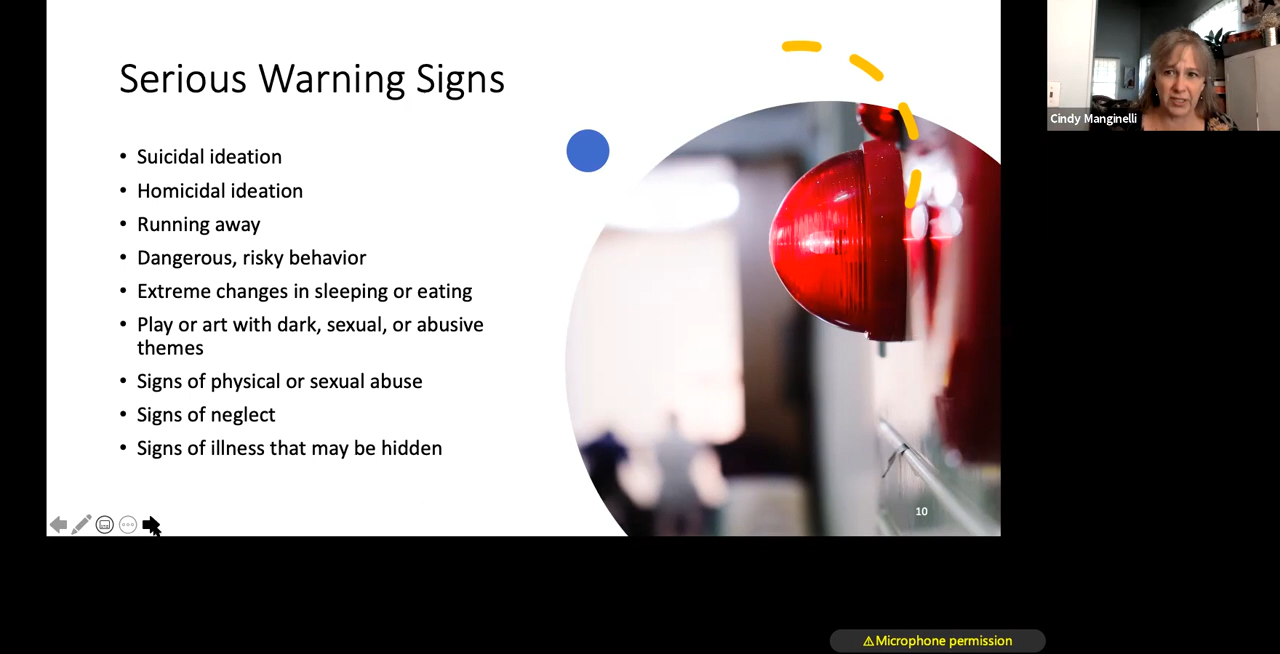 Serious Warning Signs
• Suicidal ideation
• Homicidal ideation
• Running away
• Dangerous, risky behavior
• Extreme changes in sleeping or eating
• Play or art with dark, sexual, or abusive
themes
• Signs of physical or sexual abuse
• Signs of neglect
• Signs of illness that may be hidden
10
Cindy Manginelli
⚠Microphone permission